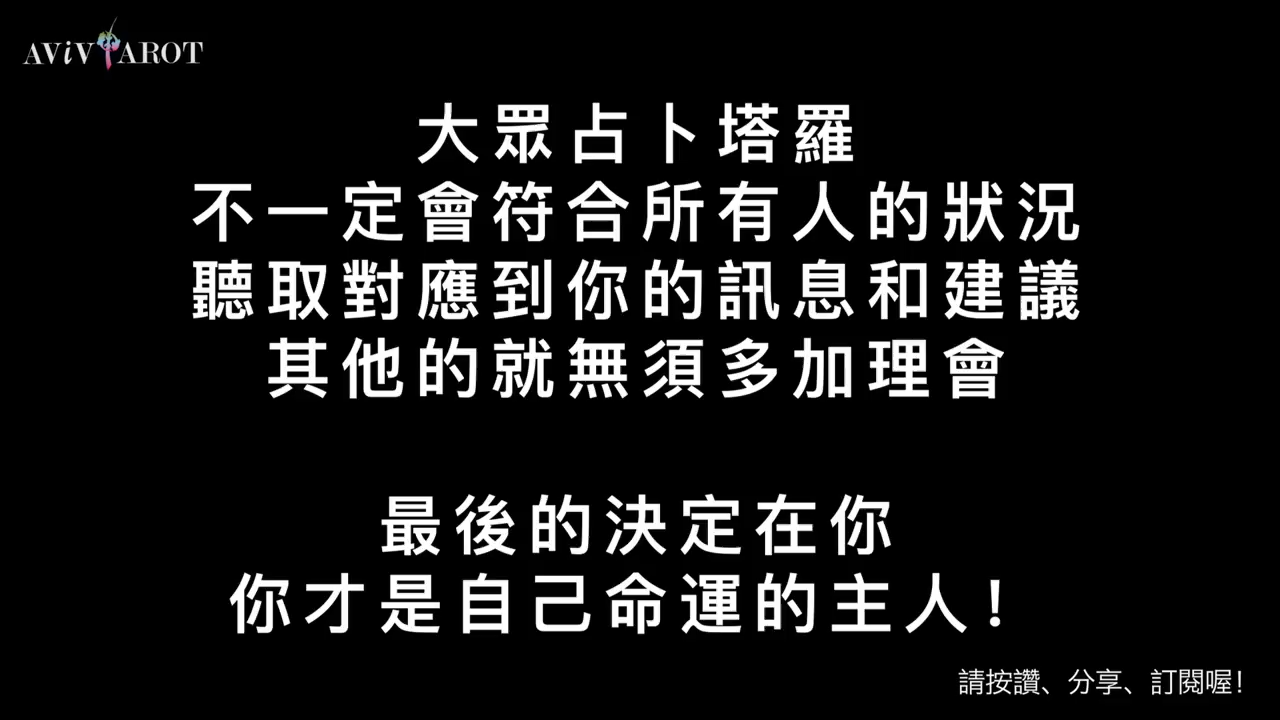 AViV TAROT
大眾占卜塔羅
不一定會符合所有人的狀況
聽取對應到你的訊息和建議
其他的就無須多加理會
最後的決定在你
你才是自己命運的主人！
請按讚、分享、訂閱喔！